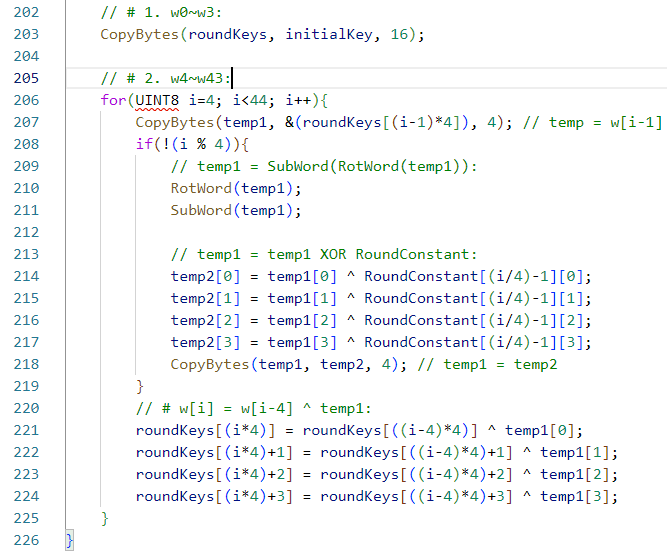 202 // # 1. w0~w3:
203 CopyBytes(roundKeys, initialKey, 16);
204
205 // # 2. w4~w43:
206 for(UINT8 i=4; i<44; i++){
207 CopyBytes(temp1, &(roundKeys[(i-1)*4]), 4); // temp = w[i-1]
208 if(!(i % 4)){
209 // temp1 = SubWord(RotWord(temp1)):
210 RotWord(temp1);
211 SubWord(temp1);
212
213 // temp1 = temp1 XOR RoundConstant:
214 temp2[0] = temp1[0] ^ RoundConstant[(i/4)-1][0];
215 temp2[1] = temp1[1] ^ RoundConstant[(i/4)-1][1];
216 temp2[2] = temp1[2] ^ RoundConstant[(i/4)-1][2];
217 temp2[3] = temp1[3] ^ RoundConstant[(i/4)-1][3];
218 CopyBytes(temp1, temp2, 4); // temp1 = temp2
219 }
220 // # w[i] = w[i-4] ^ temp1:
221 roundKeys[(i*4)] = roundKeys[((i-4)*4)] ^ temp1[0];
222 roundKeys[(i*4)+1] = roundKeys[((i-4)*4)+1] ^ temp1[1];
223 roundKeys[(i*4)+2] = roundKeys[((i-4)*4)+2] ^ temp1[2];
224 roundKeys[(i*4)+3] = roundKeys[((i-4)*4)+3] ^ temp1[3];
225 }
226 }